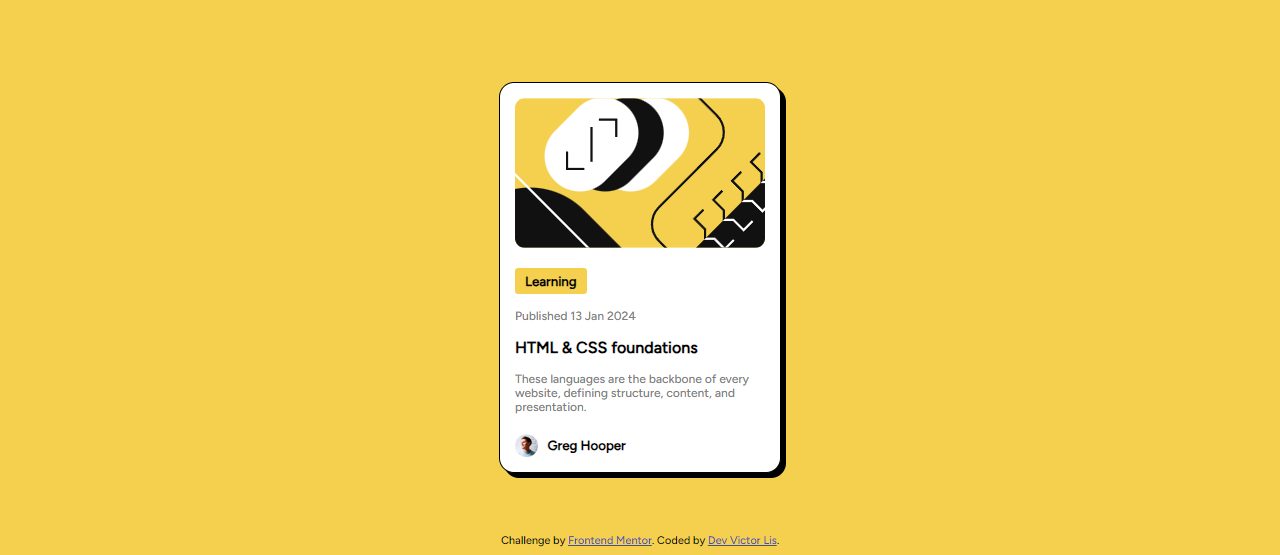 Learning
Published 13 Jan 2024
HTML & CSS foundations
These languages are the backbone of every
website, defining structure, content, and
presentation.
Greg Hooper
Challenge by Frontend Mentor. Coded by Dev Victor Lis.